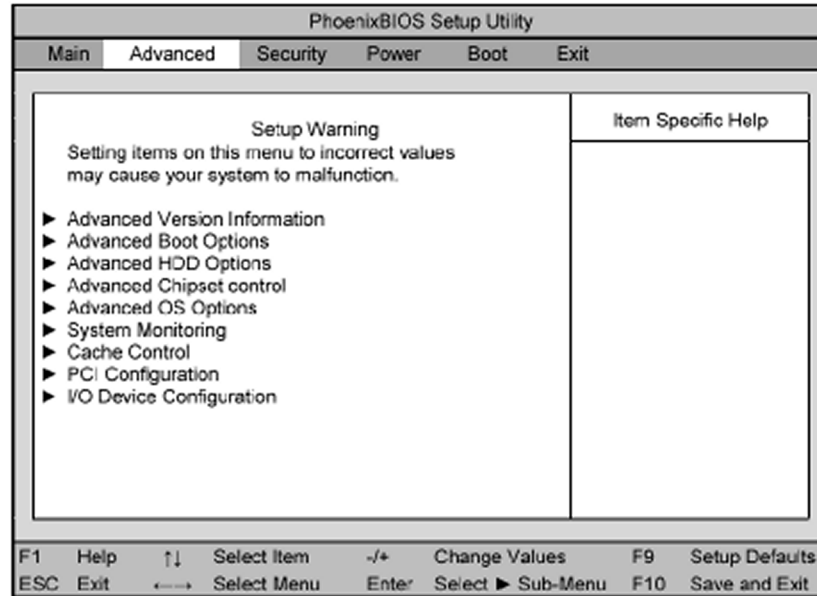 PhoenixBIOS Setup Utility
Main Advanced Security Power Boot Exit
Setup Warning
Setting items on this menu to incorrect values
may cause your system to malfunction.
► Advanced Version Information
► Advanced Boot Options
► Advanced HDD Options
► Advanced Chipset control
► Advanced OS Options
► System Monitoring
► Cache Control
► PCI Configuration
► I/O Device Configuration
Item Specific Help
F1 Help ↑↓ Select Item -/+ Change Values F9 Setup Defaults
ESC Exit ←→ Select Menu Enter Select ► Sub-Menu F10 Save and Exit